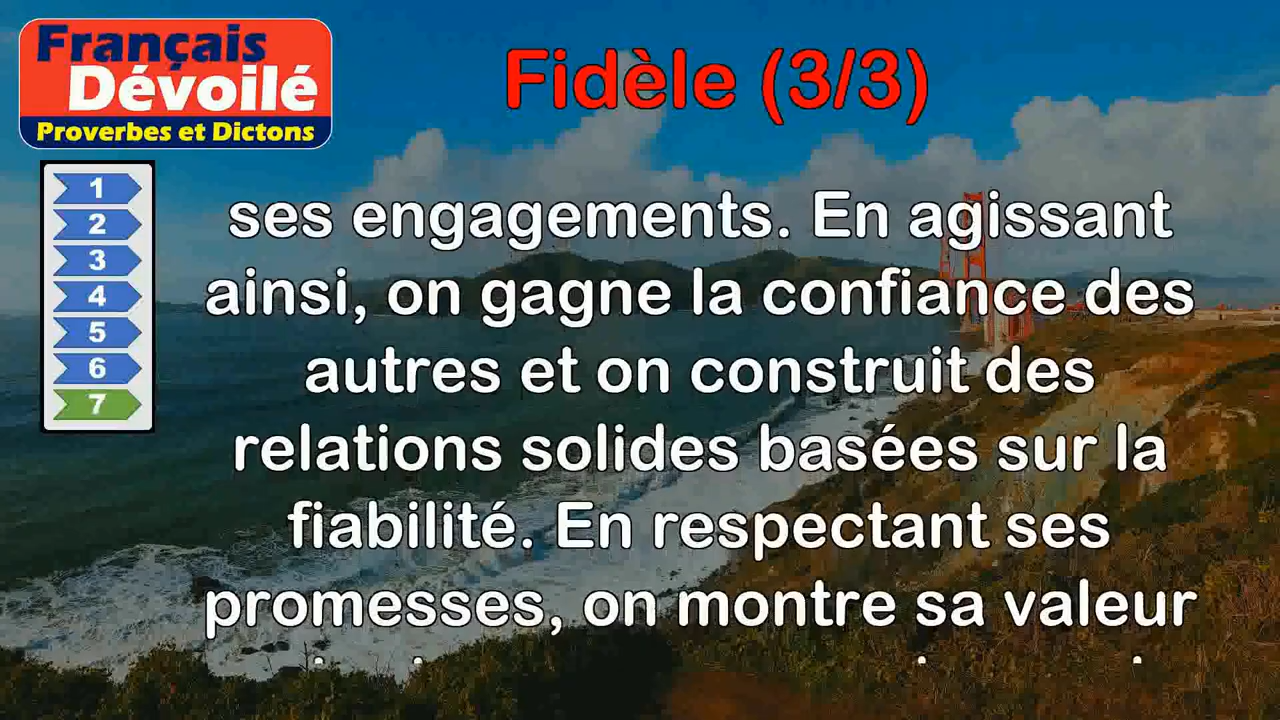 Français
Dévoilé
Proverbes et Dictons
Fidèle (3/3)
1
2
3
4
5
6
7
ses engagements. En agissant
ainsi, on gagne la confiance des
autres et on construit des
relations solides basées sur la
fiabilité. En respectant ses
promesses, on montre sa valeur